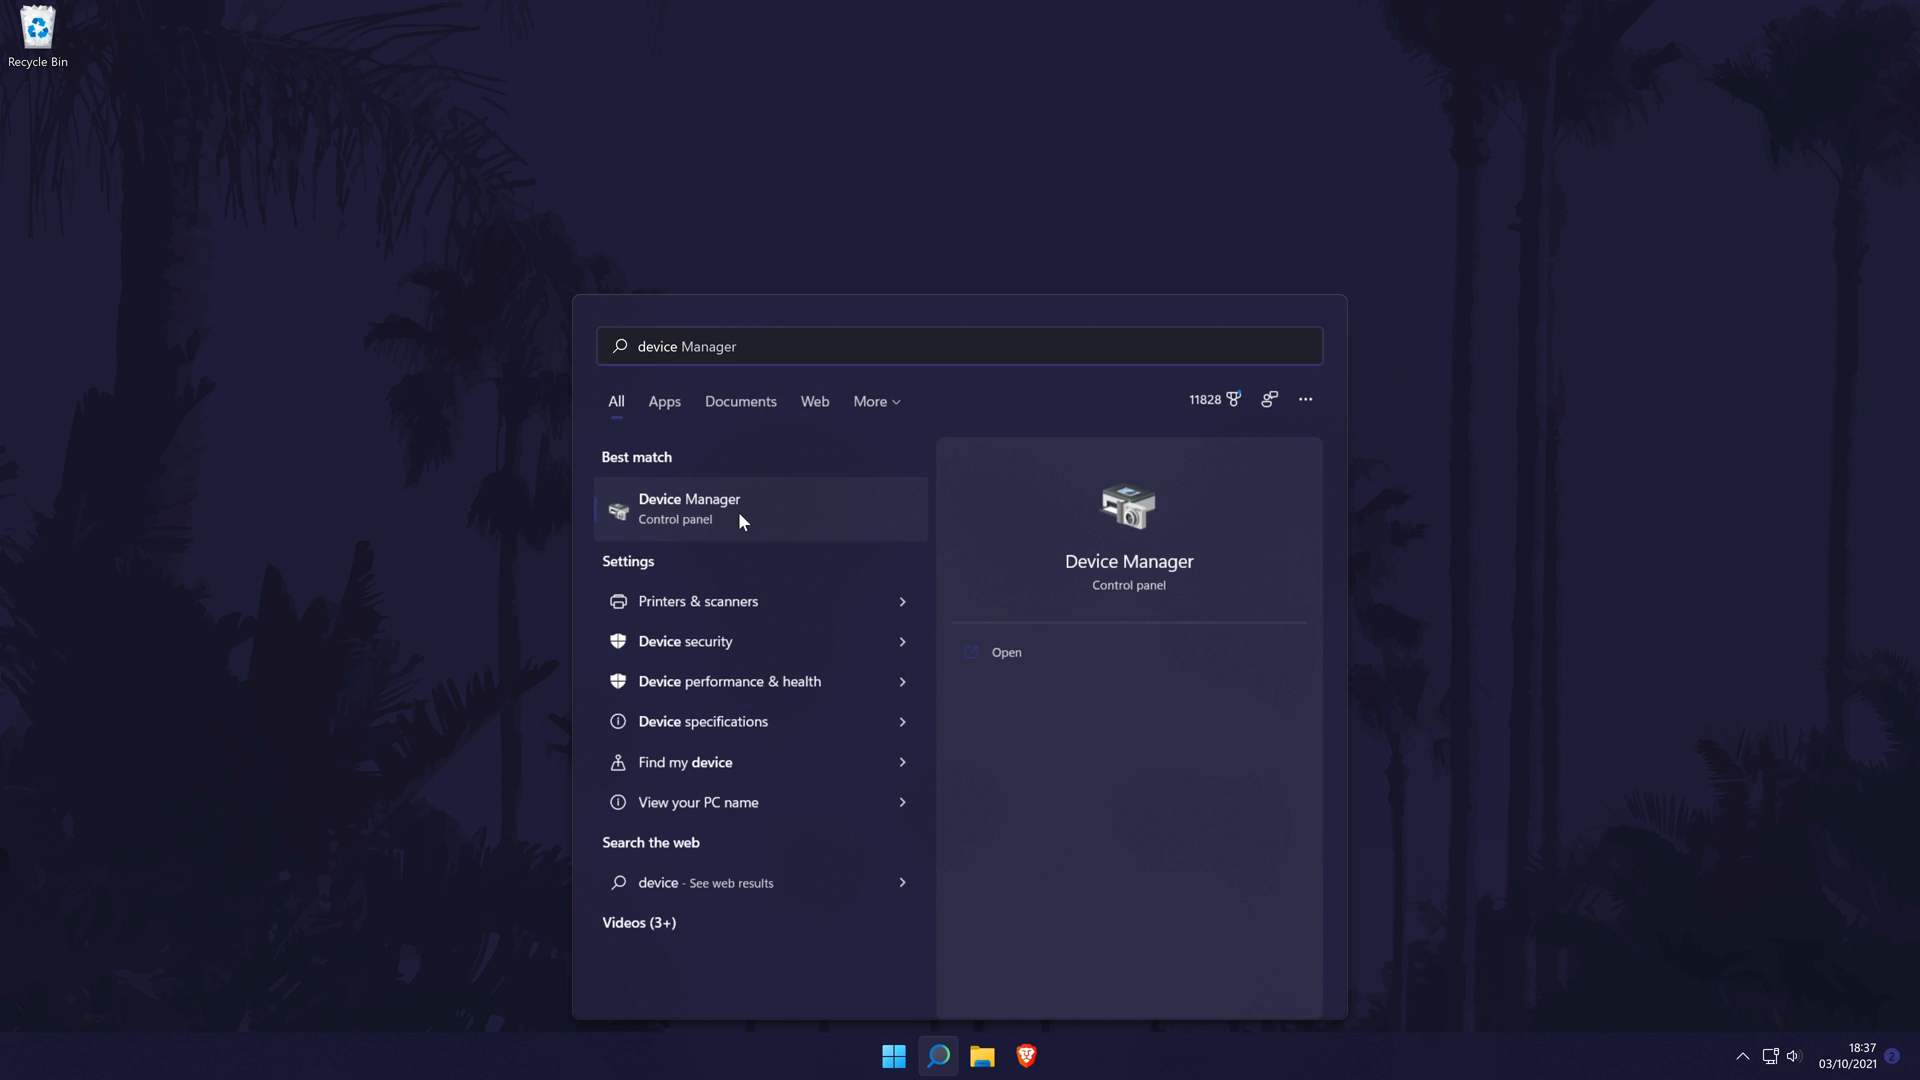 Recycle Bin
device Manager
All Apps Documents Web More
11828
Best match
Device Manager
Control panel
Settings
Printers & scanners
Device security
Device performance & health
Device specifications
Find my device
View your PC name
Search the web
device - See web results
Videos (3+)
Device Manager
Control panel
Open
18:37
03/10/2021
2